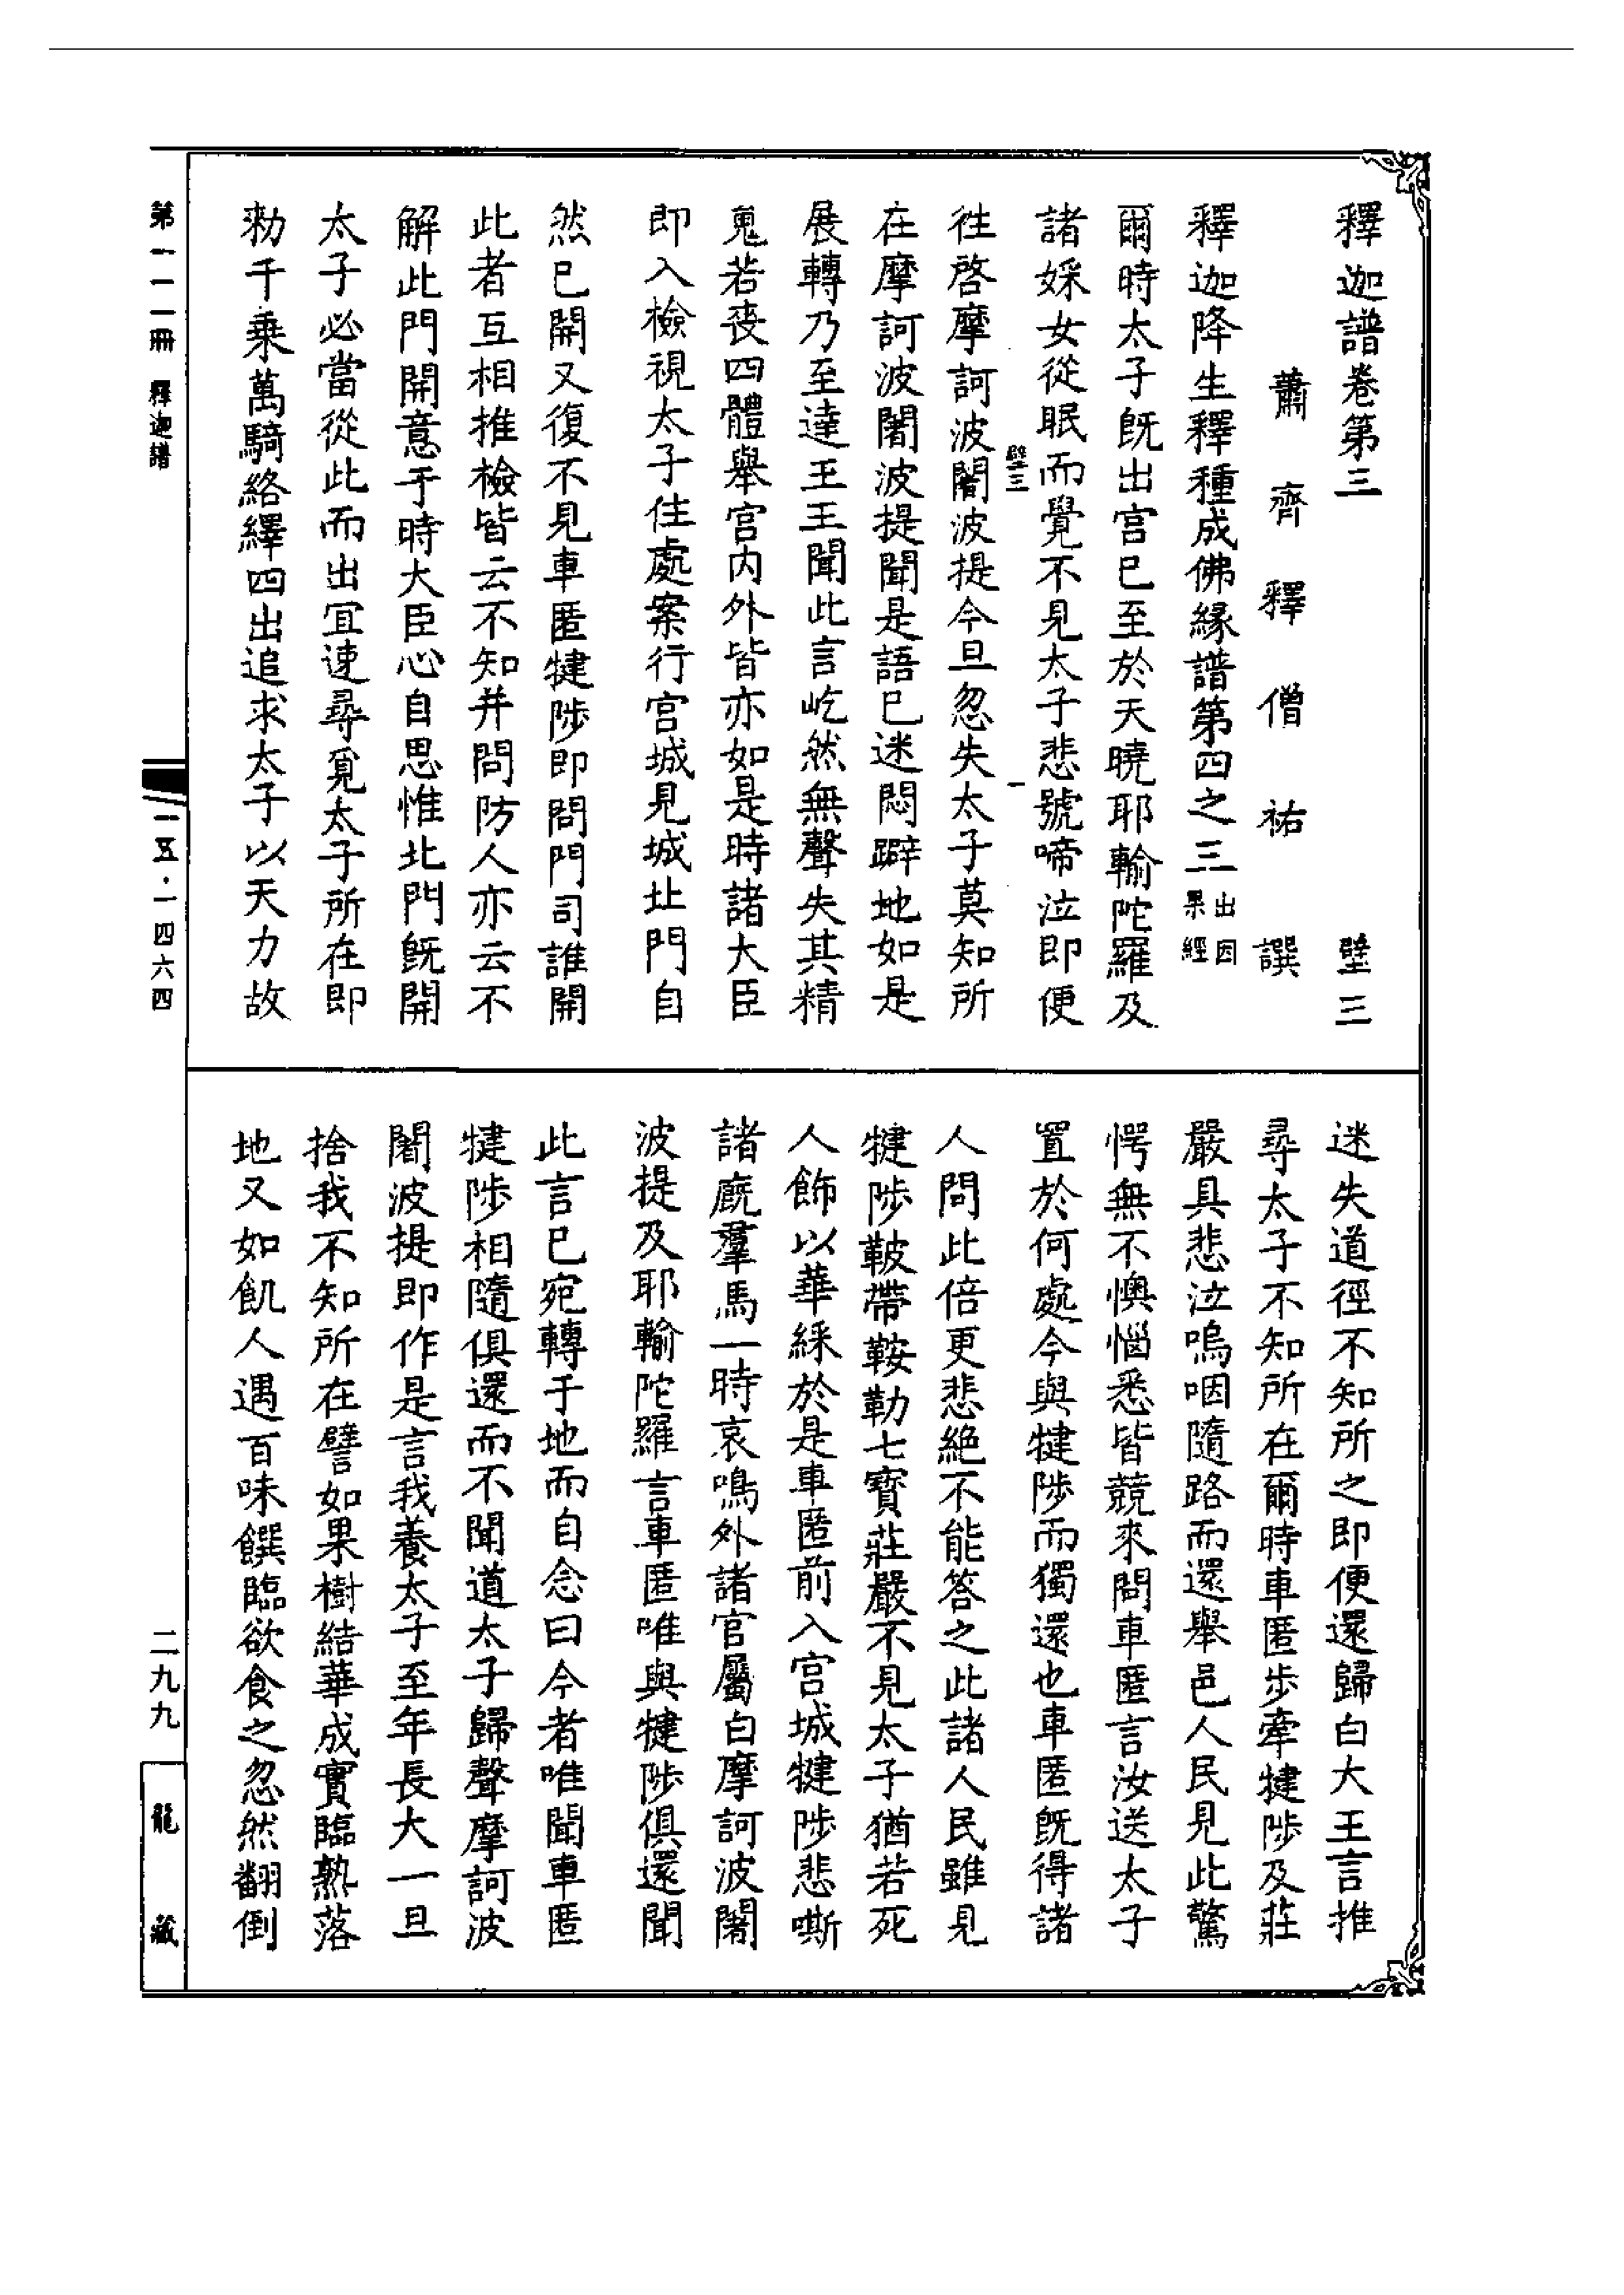 釋迦譜卷第三　壁三
蕭齊釋僧祐譔
釋迦降生釋種成佛緣譜第四之三出因果經
爾時太子旣出宮已至於天曉耶輸陀羅及
諸婇女從眠而覺不見太子悲號啼泣即便
壁三　一
往啓摩訶波闍波提今旦忽失太子莫知所
在摩訶波闍波提聞是語已迷悶躃地如是
展轉乃至達王王聞此言屹然無聲失其精
䰟若喪四體舉宮內外皆亦如是時諸大臣
即入檢視太子住處案行宮城見城北門自
然已開又復不見車匿犍陟即問門司誰開
此者互相推檢皆云不知并問防人亦云不
解此門開意于時大臣心自思惟北門旣開
太子必當從此而出宜速尋覓太子所在即
勑千乘萬騎絡繹四出追求太子以天力故
迷失道徑不知所之即便還歸白大王言推
尋太子不知所在爾時車匿步牽犍陟及莊
嚴具悲泣嗚咽隨路而還舉邑人民見此驚
愕無不懊惱悉皆競來問車匿言汝送太子
置於何處今與犍陟而獨還也車匿旣得諸
人問此倍更悲絕不能答之此諸人民雖見
犍陟鞁帶鞍勒七寶莊嚴不見太子猶若死
人飾以華綵於是車匿前入宮城犍陟悲嘶
諸廐羣馬一時哀鳴外諸官屬白摩訶波闍
波提及耶輸陀羅言車匿唯與犍陟俱還聞
此言已宛轉于地而自念曰今者唯聞車匿
犍陟相隨俱還而不聞道太子歸聲摩訶波
闍波提即作是言我養太子至年長大一旦
捨我不知所在譬如果樹結華成實臨熟落
地又如飢人遇百味饌臨欲食之忽然翻倒
第一一一冊　釋迦譜
一五·一四六四
二九九
龍藏